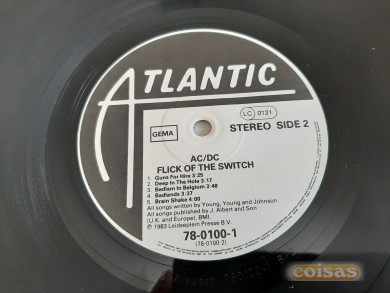 ATLANTIC
LC 0121
GEMA
STEREO SIDE 2
AC/DC
FLICK OF THE SWITCH
1. Guns For Hire 3:25
2. Deep In The Hole 3:17
3. Bedlam In Belgium 3:48
4. Badlands 3:37
5. Brain Shake 4:00
All songs written by Young, Young and Johnson.
All songs published by J. Albert and Son
(U.K. and Europe), BMI.
℗ 1983 Leidseplein Presse B.V.
78-0100-1
(78-0100-2)
coisas